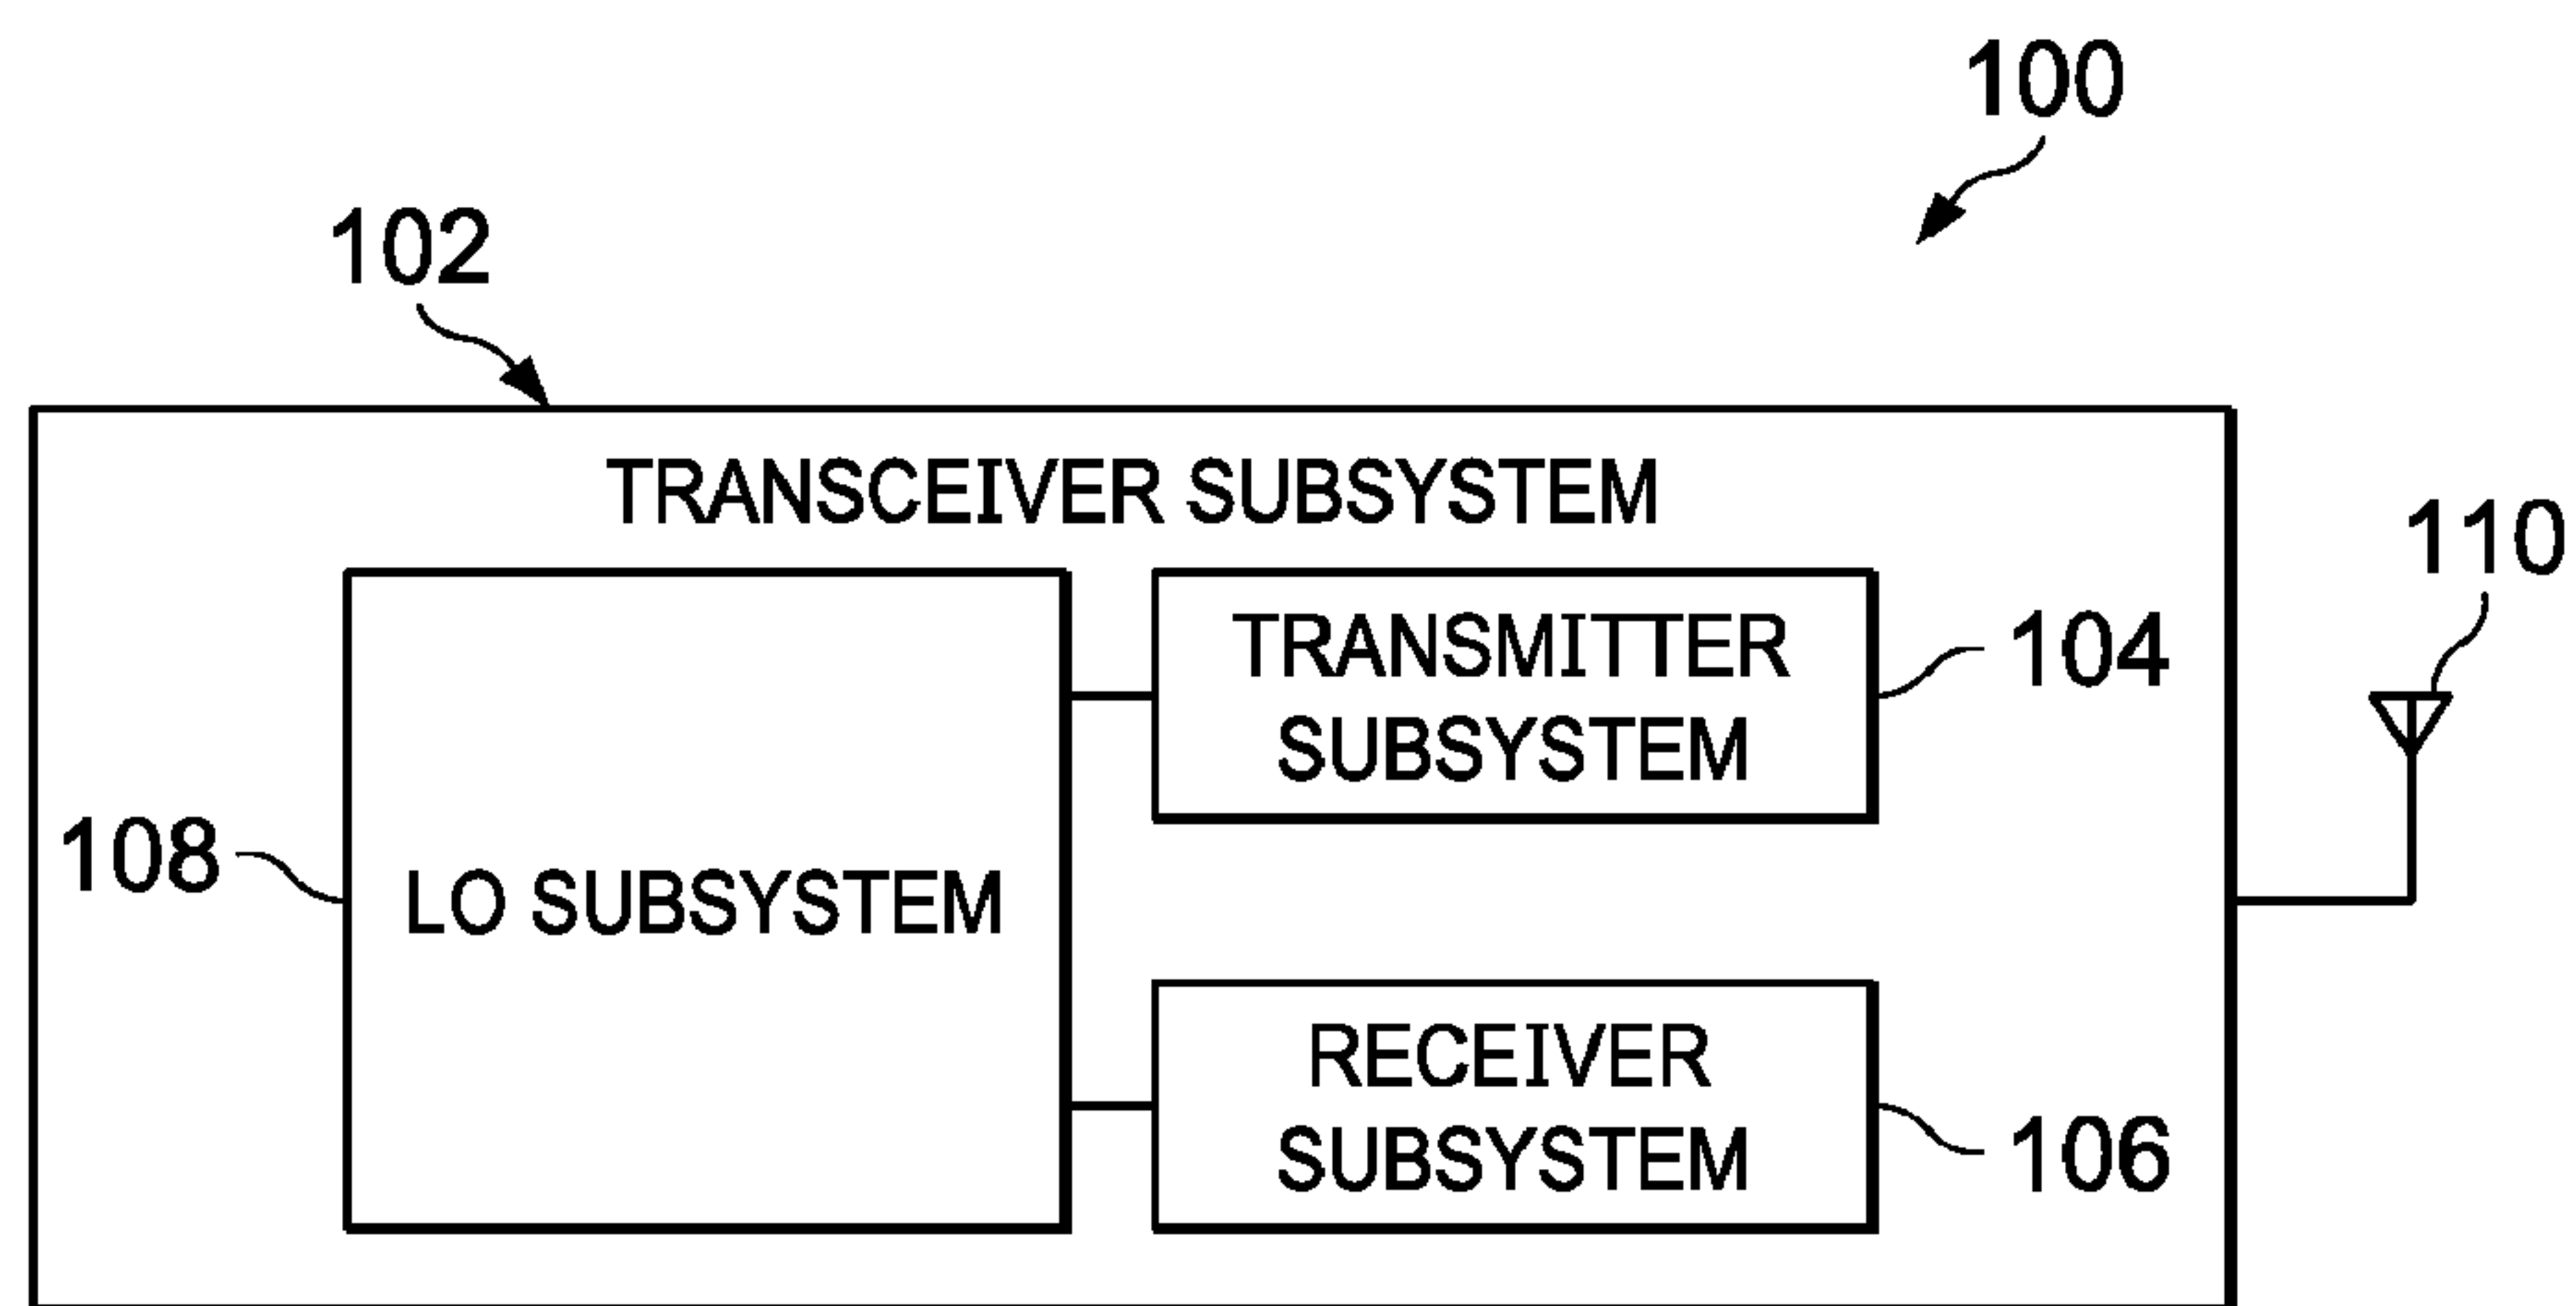 100
102
TRANSCEIVER SUBSYSTEM
110
TRANSMITTER
SUBSYSTEM
104
108
LO SUBSYSTEM
RECEIVER
SUBSYSTEM
106